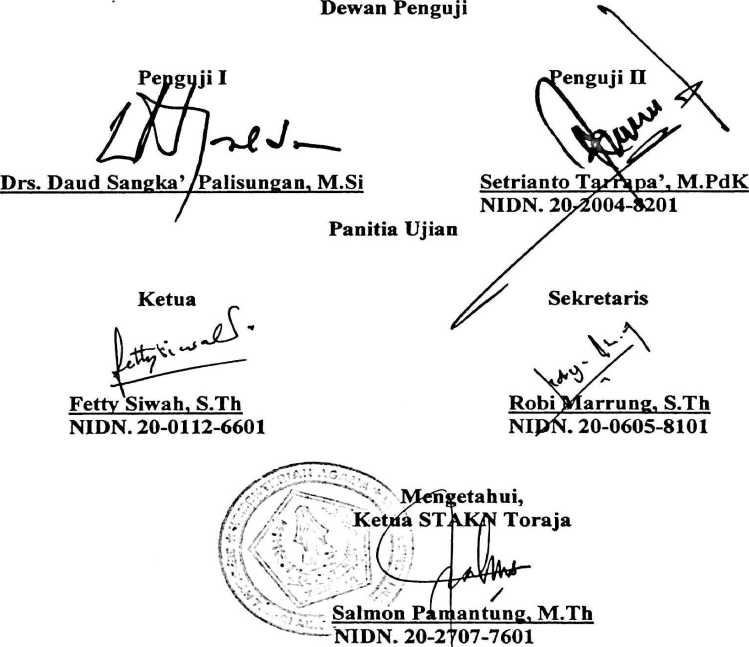 Dewan Penguji
Penguji I
Penguji II
Drs. Daud Sangka' Palisungan, M.Si
Setrianto Tarrapa', M.PdK
NIDN. 20-2004-8201
Panitia Ujian
Ketua
Sekretaris
Fetty Siwah, S.Th
NIDN. 20-0112-6601
Robi Marrung, S.Th
NIDN. 20-0605-8101
Mengetahui,
Ketua STAKN Toraja
Salmon Pamantung, M.Th
NIDN. 20-2707-7601